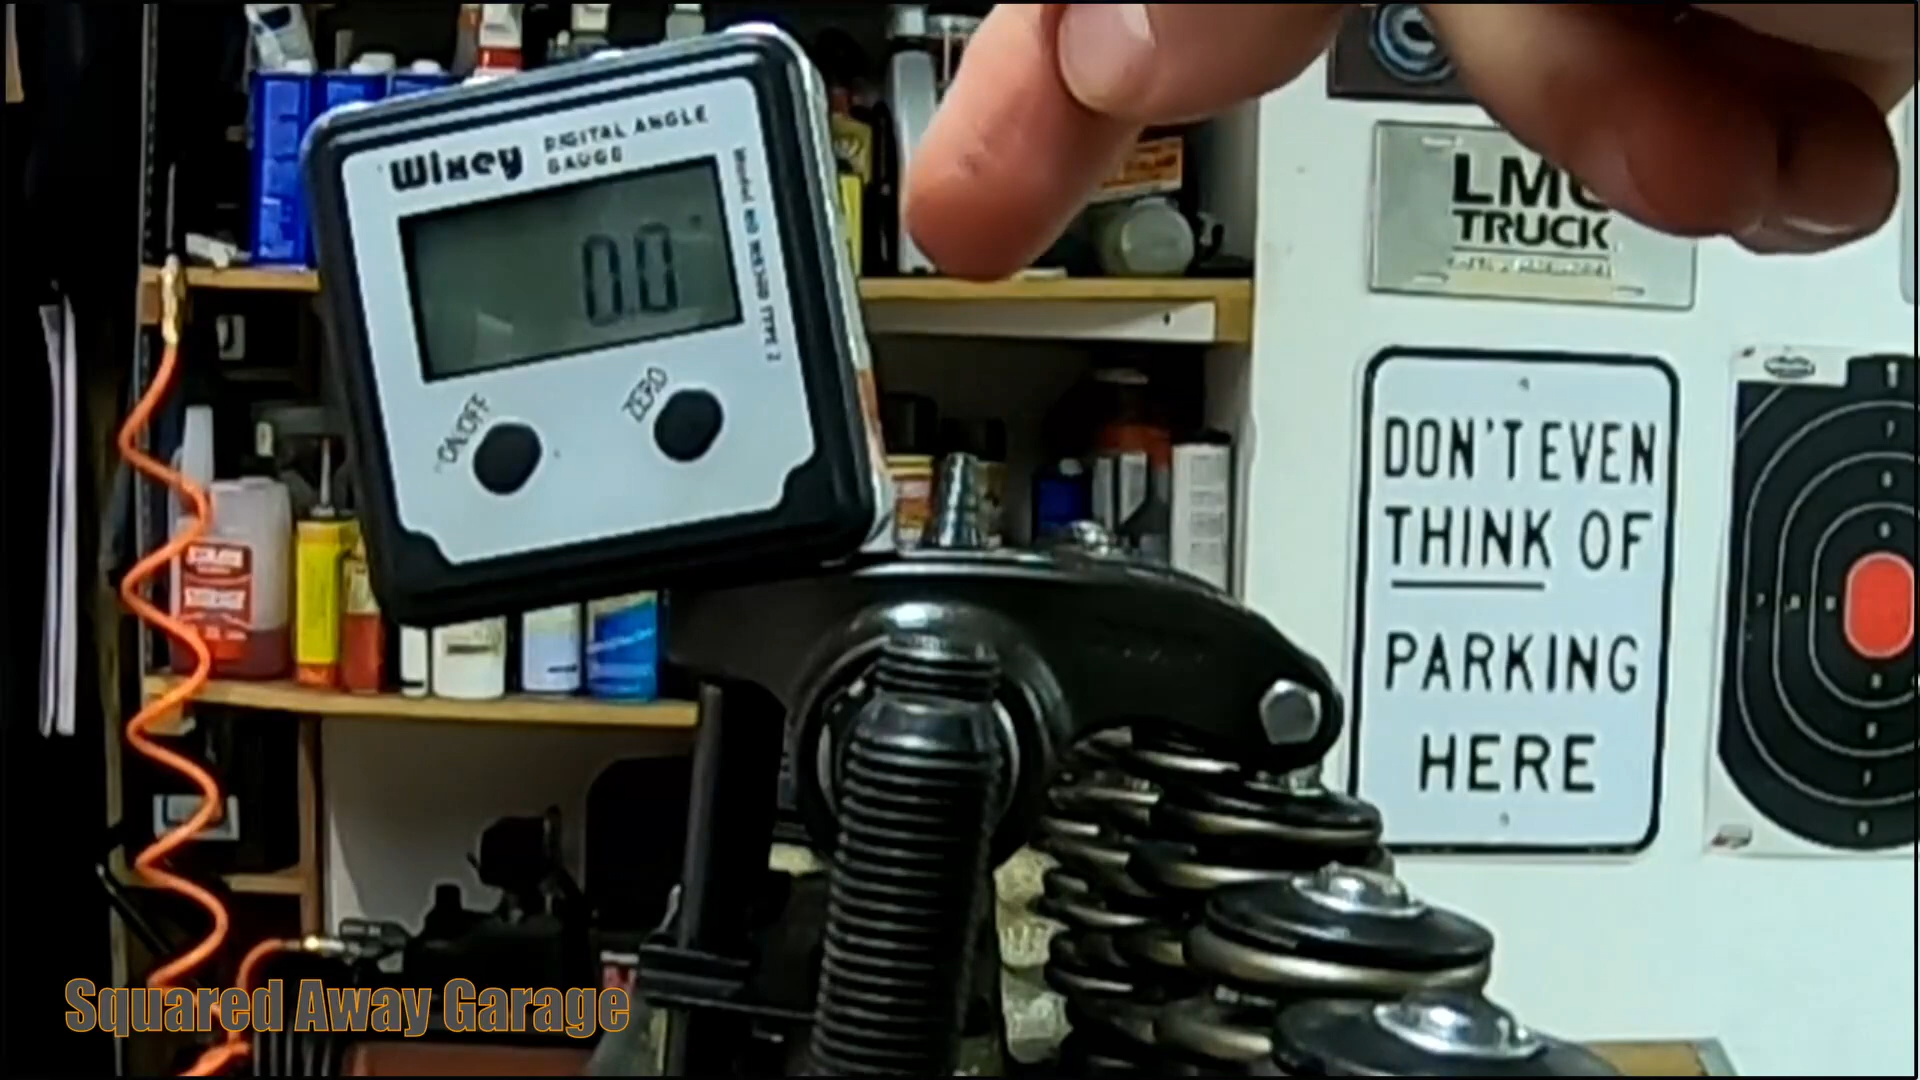 Wixey
DIGITAL ANGLE
GAUGE
0.0°
ON/OFF
ZERO
LMC
TRUCK
DON'T EVEN
THINK OF
PARKING
HERE
Squared Away Garage